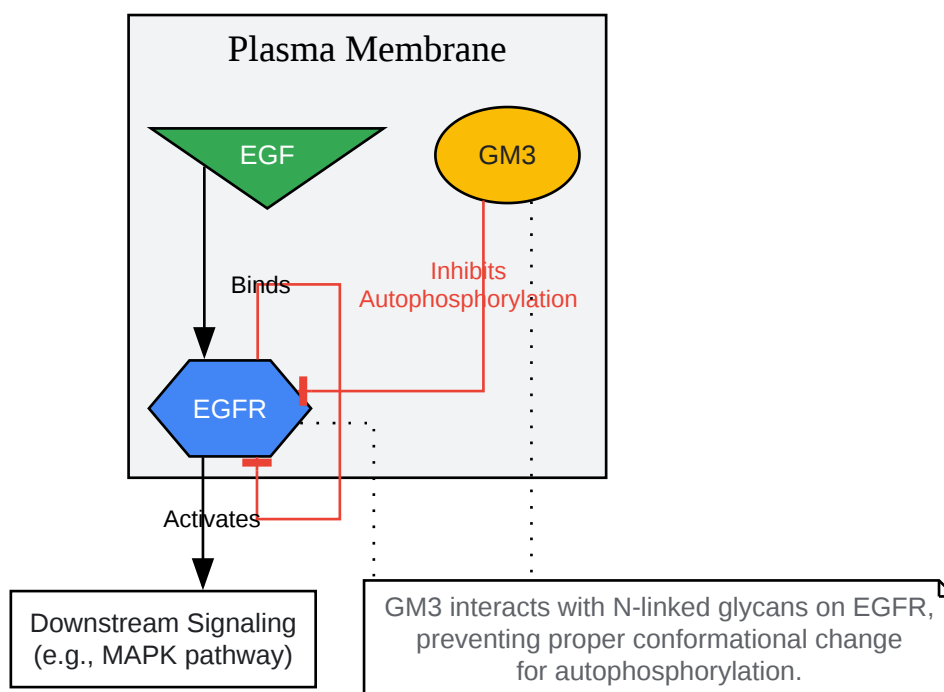 Plasma Membrane
EGF
GM3
Binds
Inhibits
Autophosphorylation
EGFR
Activates
Downstream Signaling
(e.g., MAPK pathway)
GM3 interacts with N-linked glycans on EGFR,
preventing proper conformational change
for autophosphorylation.